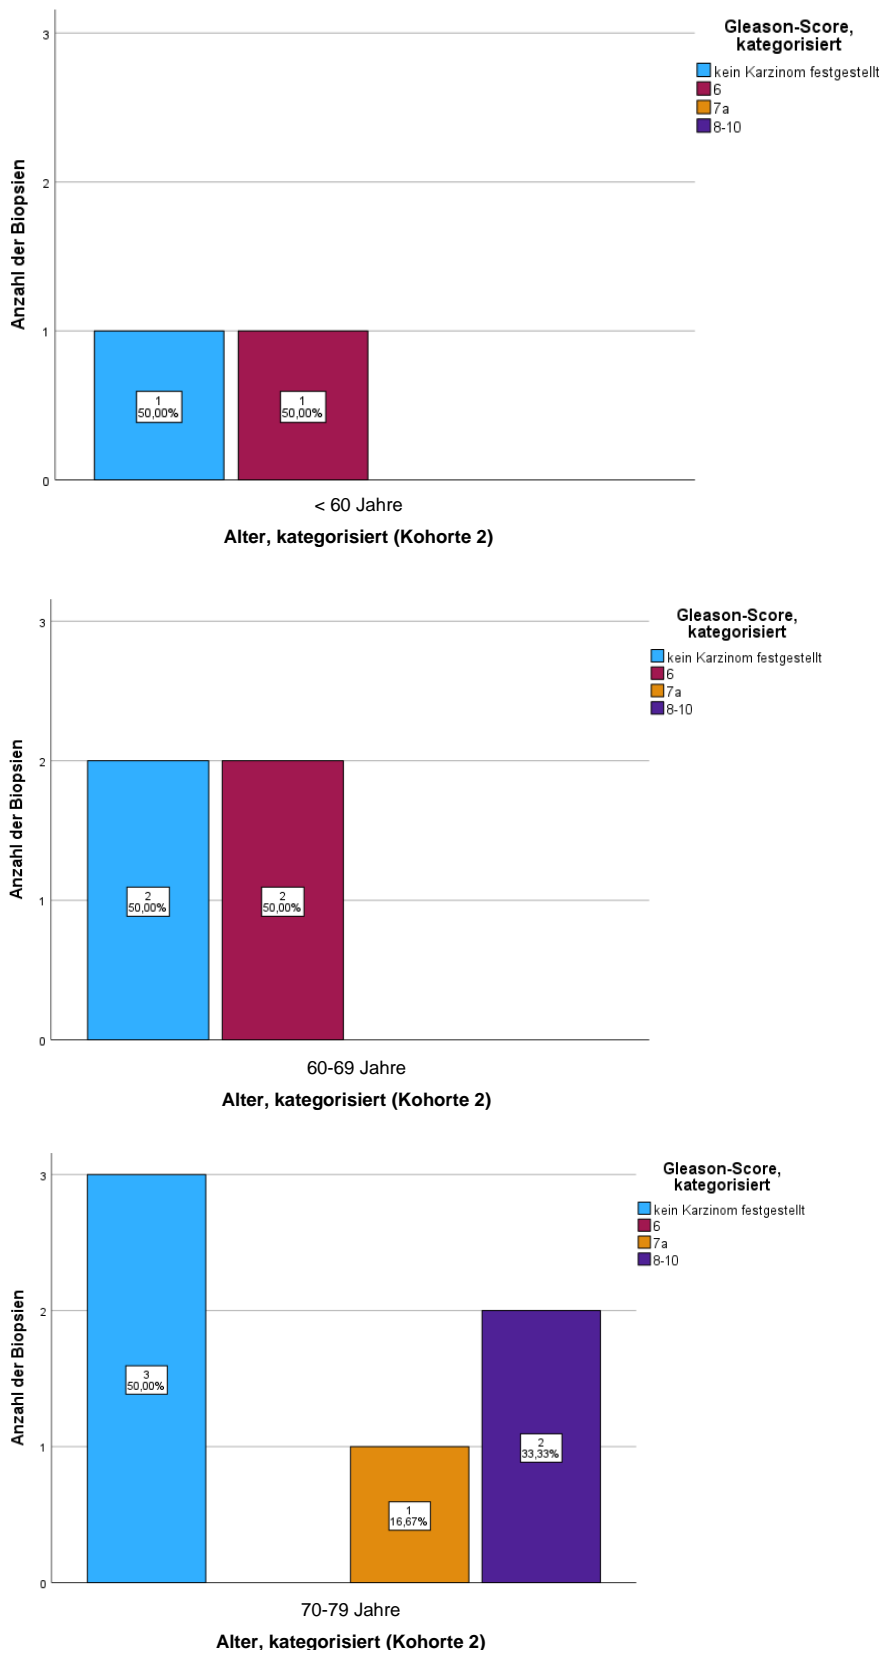 Gleason-Score,
kategorisiert
kein Karzinom festgestellt
6
7a
8-10
Anzahl der Biopsien
3
2
1
0
1
50,00%
1
50,00%
< 60 Jahre
Alter, kategorisiert (Kohorte 2)
Gleason-Score,
kategorisiert
kein Karzinom festgestellt
6
7a
8-10
Anzahl der Biopsien
3
2
1
0
2
50,00%
2
50,00%
60-69 Jahre
Alter, kategorisiert (Kohorte 2)
Gleason-Score,
kategorisiert
kein Karzinom festgestellt
6
7a
8-10
Anzahl der Biopsien
3
2
1
0
3
50,00%
1
16,67%
2
33,33%
70-79 Jahre
Alter, kategorisiert (Kohorte 2)